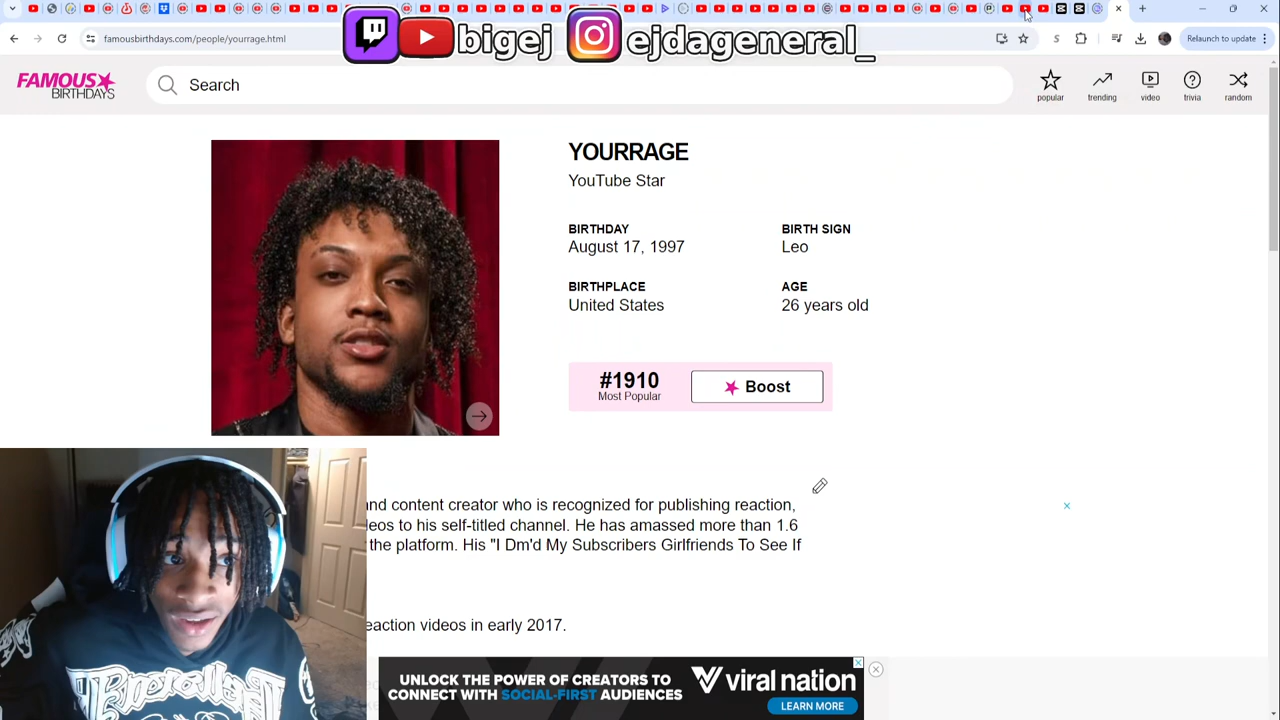 bigej
ejdageneral_
famousbirthdays.com/people/yourrage.html
Relaunch to update
FAMOUS
BIRTHDAYS
Search
popular
trending
video
trivia
random
YOURRAGE
YouTube Star
BIRTHDAY
August 17, 1997
BIRTH SIGN
Leo
BIRTHPLACE
United States
AGE
26 years old
#1910
Most Popular
Boost
and content creator who is recognized for publishing reaction,
to his self-titled channel. He has amassed more than 1.6
the platform. His "I Dm'd My Subscribers Girlfriends To See If
videos in early 2017.
UNLOCK THE POWER OF CREATORS TO
CONNECT WITH SOCIAL-FIRST AUDIENCES
viral nation
LEARN MORE